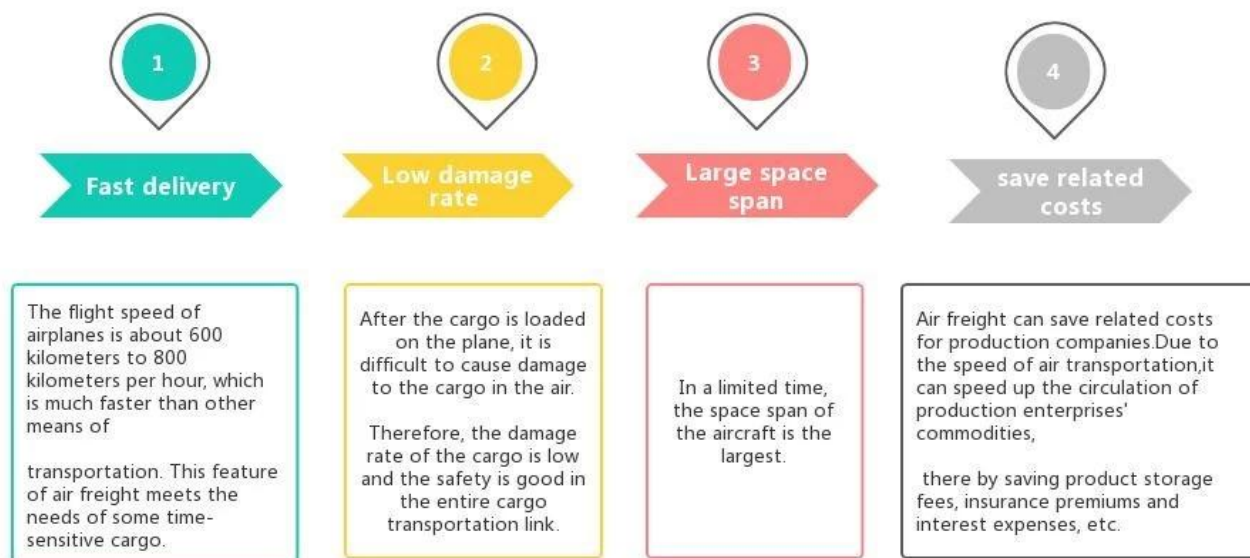 1
Fast delivery
The flight speed of
airplanes is about 600
kilometers to 800
kilometers per hour, which
is much faster than other
means of
transportation. This feature
of air freight meets the
needs of some time-
sensitive cargo.
2
Low damage
rate
After the cargo is loaded
on the plane, it is
difficult to cause damage
to the cargo in the air.
Therefore, the damage
rate of the cargo is low
and the safety is good in
the entire cargo
transportation link.
3
Large space
span
In a limited time,
the space span of
the aircraft is the
largest.
4
save related
costs
Air freight can save related costs
for production companies.Due to
the speed of air transportation,it
can speed up the circulation of
production enterprises'
commodities,
there by saving product storage
fees, insurance premiums and
interest expenses, etc.